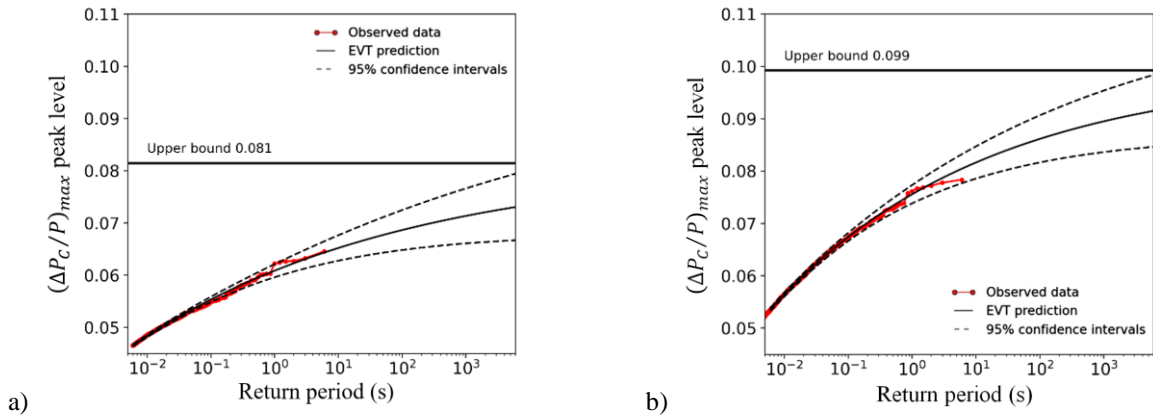 0.11
0.10
0.09
0.08
0.07
0.06
0.05
(ΔP_C/P)_max peak level
Observed data
EVT prediction
95% confidence intervals
Upper bound 0.081
10^-2 10^-1 10^0 10^1 10^2 10^3
Return period (s)
a)
0.11
0.10
0.09
0.08
0.07
0.06
0.05
(ΔP_C/P)_max peak level
Upper bound 0.099
Observed data
EVT prediction
95% confidence intervals
10^-2 10^-1 10^0 10^1 10^2 10^3
Return period (s)
b)